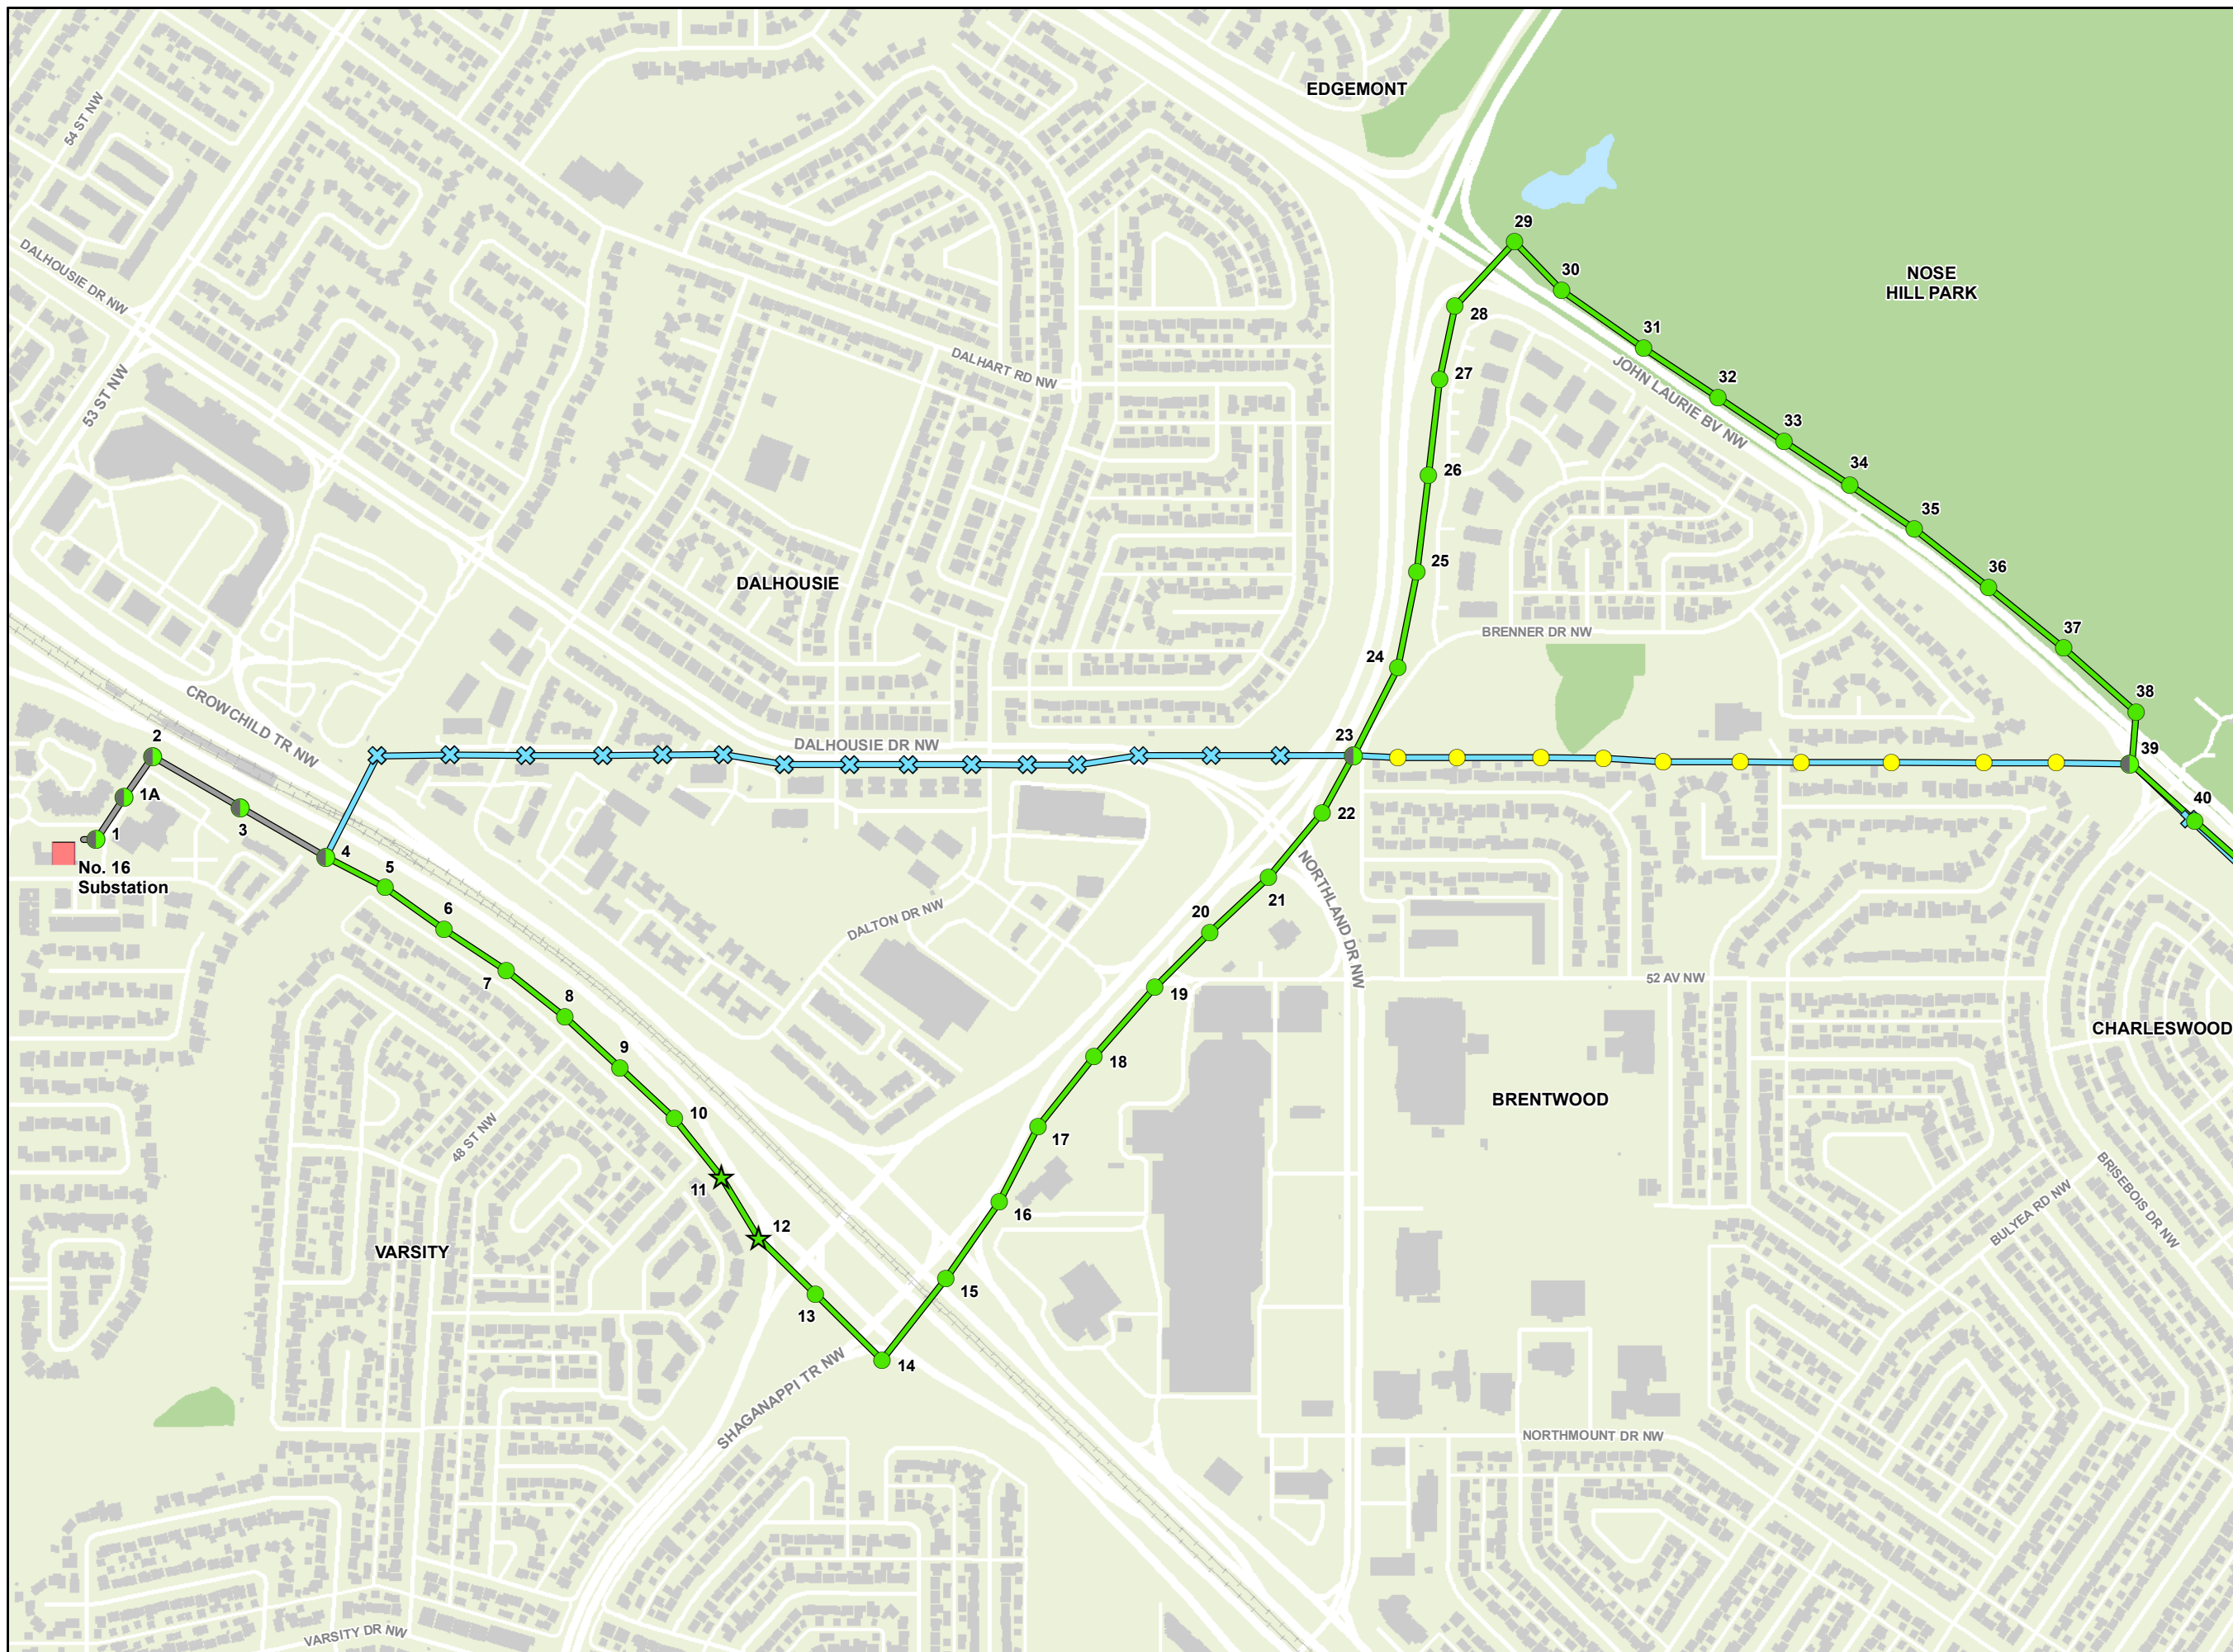 EDGEMONT
54 ST NW
29
DALHOUSIE DR NW
30
NOSE
HILL PARK
28
31
DALHART RD NW
JOHN LAURIE BV NW
27
32
53 ST NW
33
34
26
35
25
36
DALHOUSIE
BRENNER DR NW
37
24
38
CROWCHILD TR NW
2
DALHOUSIE DR NW
23
39
1A
40
3
22
1
4
No. 16
Substation
5
21
NORTHLAND DR NW
6
DALTON DR NW
20
7
52 AV NW
19
8
CHARLESWOOD
9
18
BRENTWOOD
10
48 ST NW
17
11
BRISEBOIS DR NW
BULYEA RD NW
16
12
VARSITY
15
13
14
SHAGANAPPI TR NW
NORTHMOUNT DR NW
VARSITY DR NW